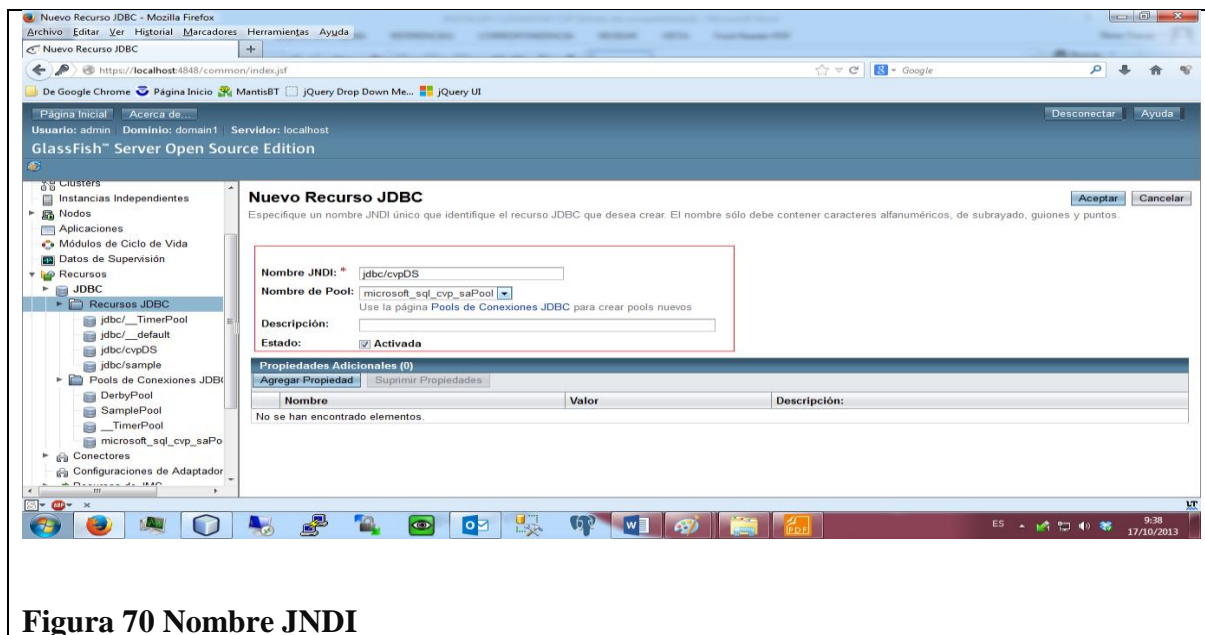 Nuevo Recurso JDBC - Mozilla Firefox
Archivo Editar Ver Historial Marcadores Herramientas Ayuda
Nuevo Recurso JDBC +
https://localhost:4848/common/index.jsf Google
De Google Chrome Página Inicio MantisBT jQuery Drop Down Me... jQuery UI
Página Inicial Acerca de... Desconectar Ayuda
Usuario: admin Dominio: domain1 Servidor: localhost
GlassFish™ Server Open Source Edition
Clusters
Instancias Independientes
Nodos
Aplicaciones
Módulos de Ciclo de Vida
Datos de Supervisión
Recursos
JDBC
Recursos JDBC
jdbc/__TimerPool
jdbc/__default
jdbc/cvpDS
jdbc/sample
Pools de Conexiones JDB
DerbyPool
SamplePool
__TimerPool
microsoft_sql_cvp_saPo
Conectores
Configuraciones de Adaptador
Nuevo Recurso JDBC
Aceptar Cancelar
Especifique un nombre JNDI único que identifique el recurso JDBC que desea crear. El nombre sólo debe contener caracteres alfanuméricos, de subrayado, guiones y puntos.
Nombre JNDI: * jdbc/cvpDS
Nombre de Pool: microsoft_sql_cvp_saPool
Use la página Pools de Conexiones JDBC para crear pools nuevos
Descripción:
Estado: Activada
Propiedades Adicionales (0)
Agregar Propiedad Suprimir Propiedades
Nombre Valor Descripción:
No se han encontrado elementos.
ES 9:38
17/10/2013
Figura 70 Nombre JNDI